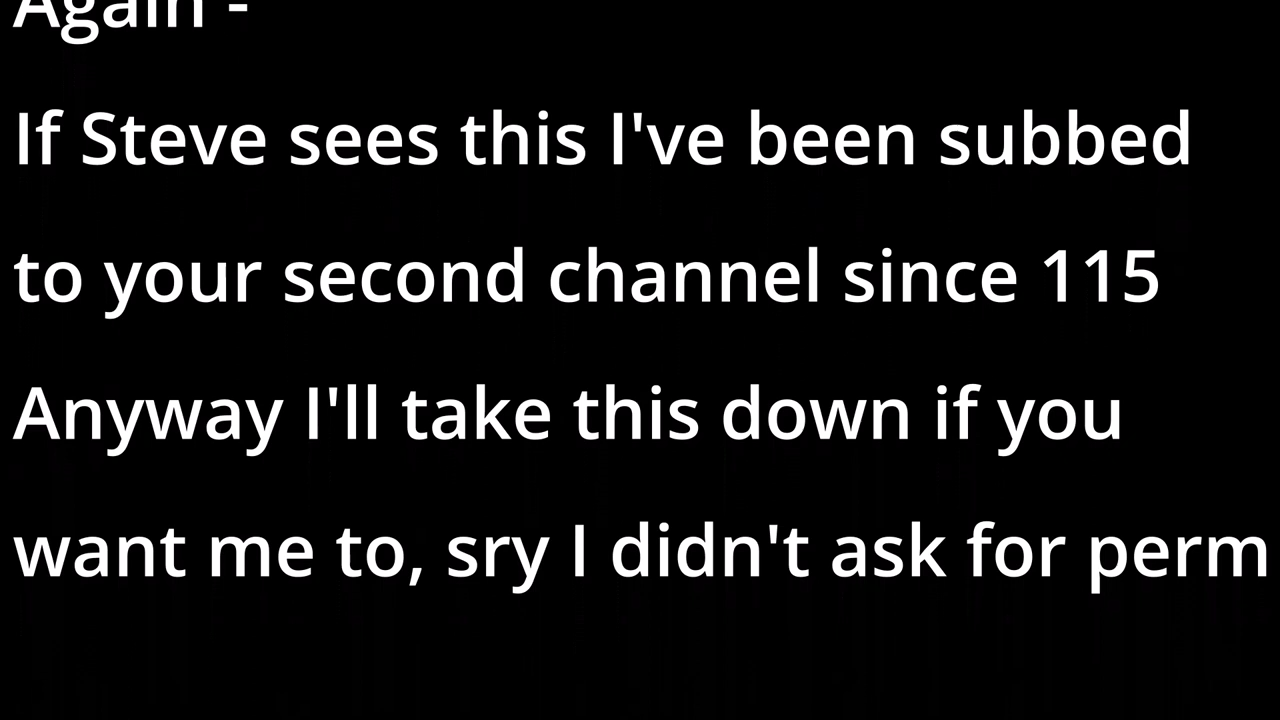 Again -
If Steve sees this I've been subbed
to your second channel since 115
Anyway I'll take this down if you
want me to, sry I didn't ask for perm